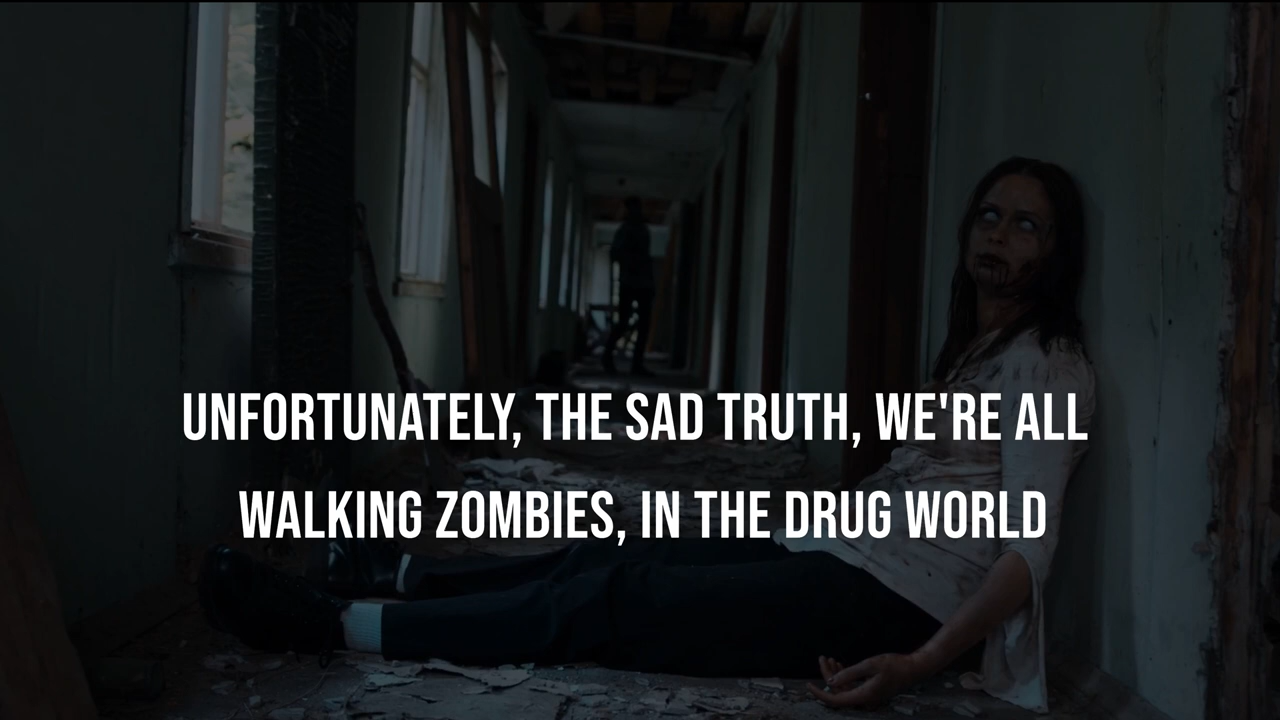 UNFORTUNATELY, THE SAD TRUTH, WE'RE ALL
WALKING ZOMBIES, IN THE DRUG WORLD